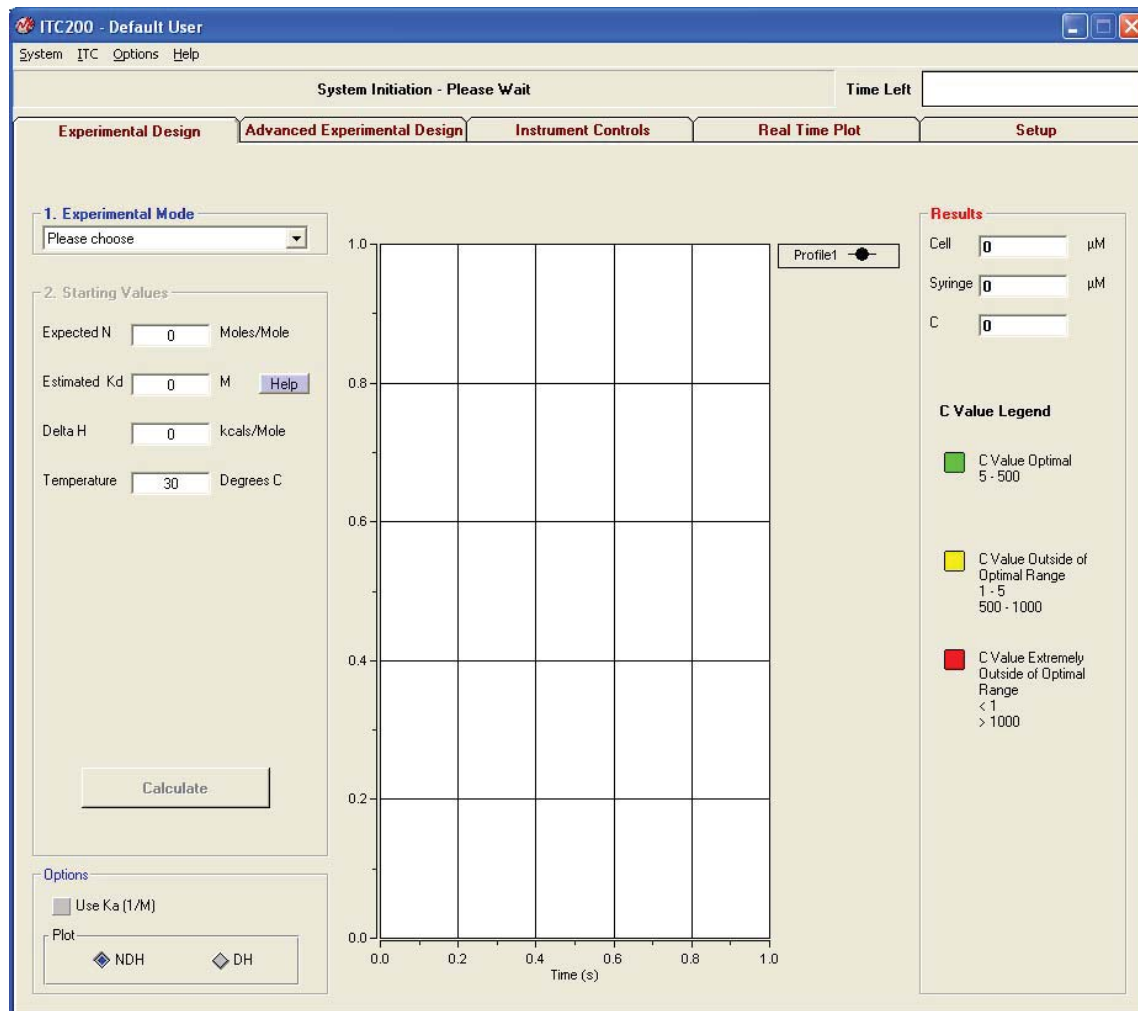 ITC200 - Default User
System ITC Options Help
System Initiation - Please Wait
Time Left
Experimental Design
Advanced Experimental Design
Instrument Controls
Real Time Plot
Setup
1. Experimental Mode
Please choose
2. Starting Values
Expected N 0 Moles/Mole
Estimated Kd 0 M Help
Delta H 0 kcals/Mole
Temperature 30 Degrees C
Calculate
Options
Use Ka (1/M)
Plot
NDH DH
1.0
0.8
0.6
0.4
0.2
0.0
0.0 0.2 0.4 0.6 0.8 1.0
Time (s)
Profile1
Results
Cell 0 µM
Syringe 0 µM
C 0
C Value Legend
C Value Optimal
5 - 500
C Value Outside of
Optimal Range
1 - 5
500 - 1000
C Value Extremely
Outside of Optimal
Range
< 1
> 1000